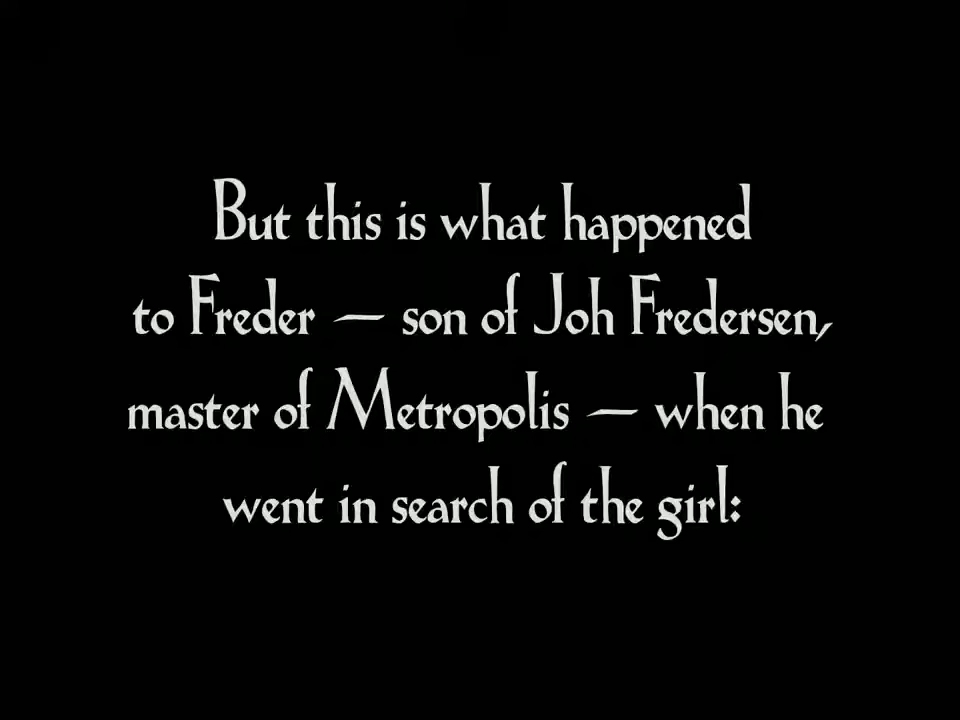 But this is what happened
to Freder — son of Joh Fredersen,
master of Metropolis — when he
went in search of the girl: